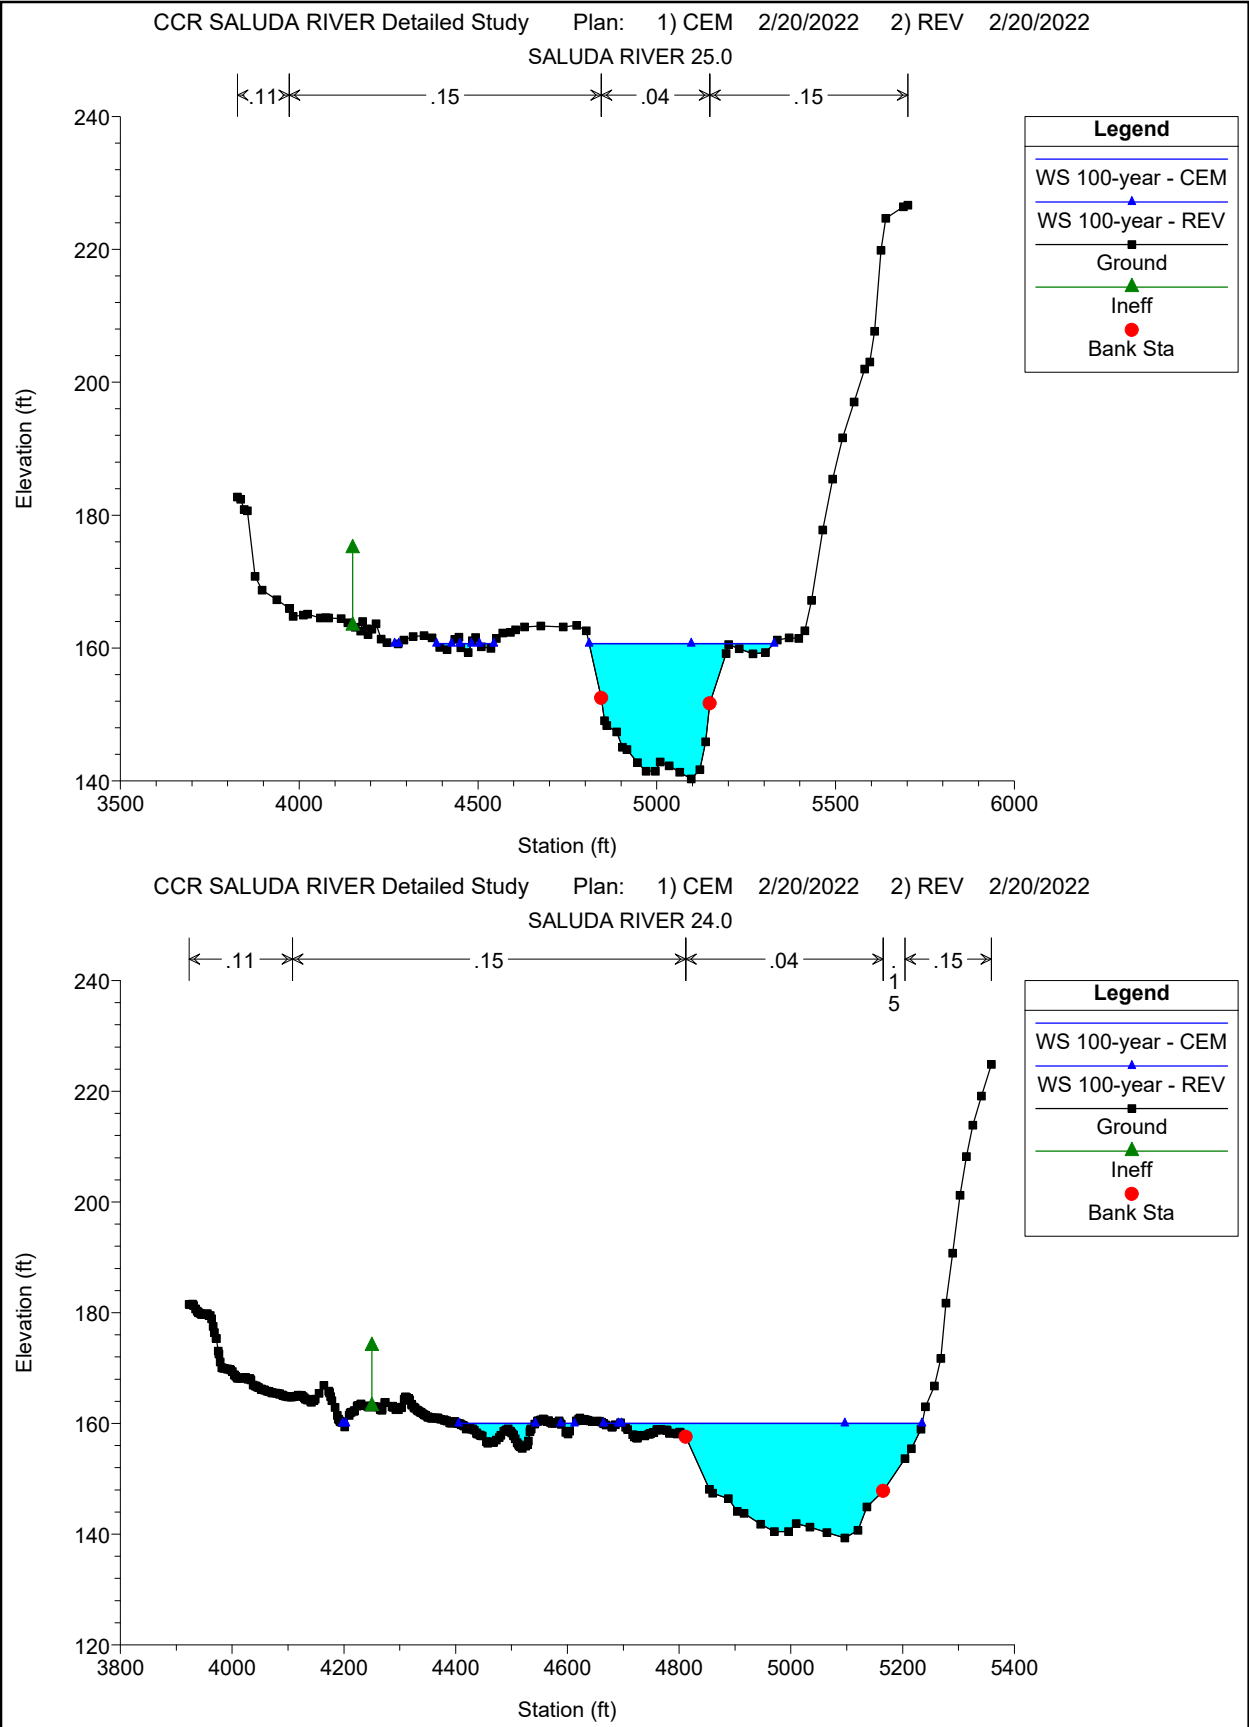 CCR SALUDA RIVER Detailed Study Plan: 1) CEM 2/20/2022 2) REV 2/20/2022
SALUDA RIVER 25.0
.11 .15 .04 .15
Legend
WS 100-year - CEM
WS 100-year - REV
Ground
Ineff
Bank Sta
240
220
200
180
160
140
Elevation (ft)
3500 4000 4500 5000 5500 6000
Station (ft)
CCR SALUDA RIVER Detailed Study Plan: 1) CEM 2/20/2022 2) REV 2/20/2022
SALUDA RIVER 24.0
.11 .15 .04 .15 .15
Legend
WS 100-year - CEM
WS 100-year - REV
Ground
Ineff
Bank Sta
240
220
200
180
160
140
120
Elevation (ft)
3800 4000 4200 4400 4600 4800 5000 5200 5400
Station (ft)